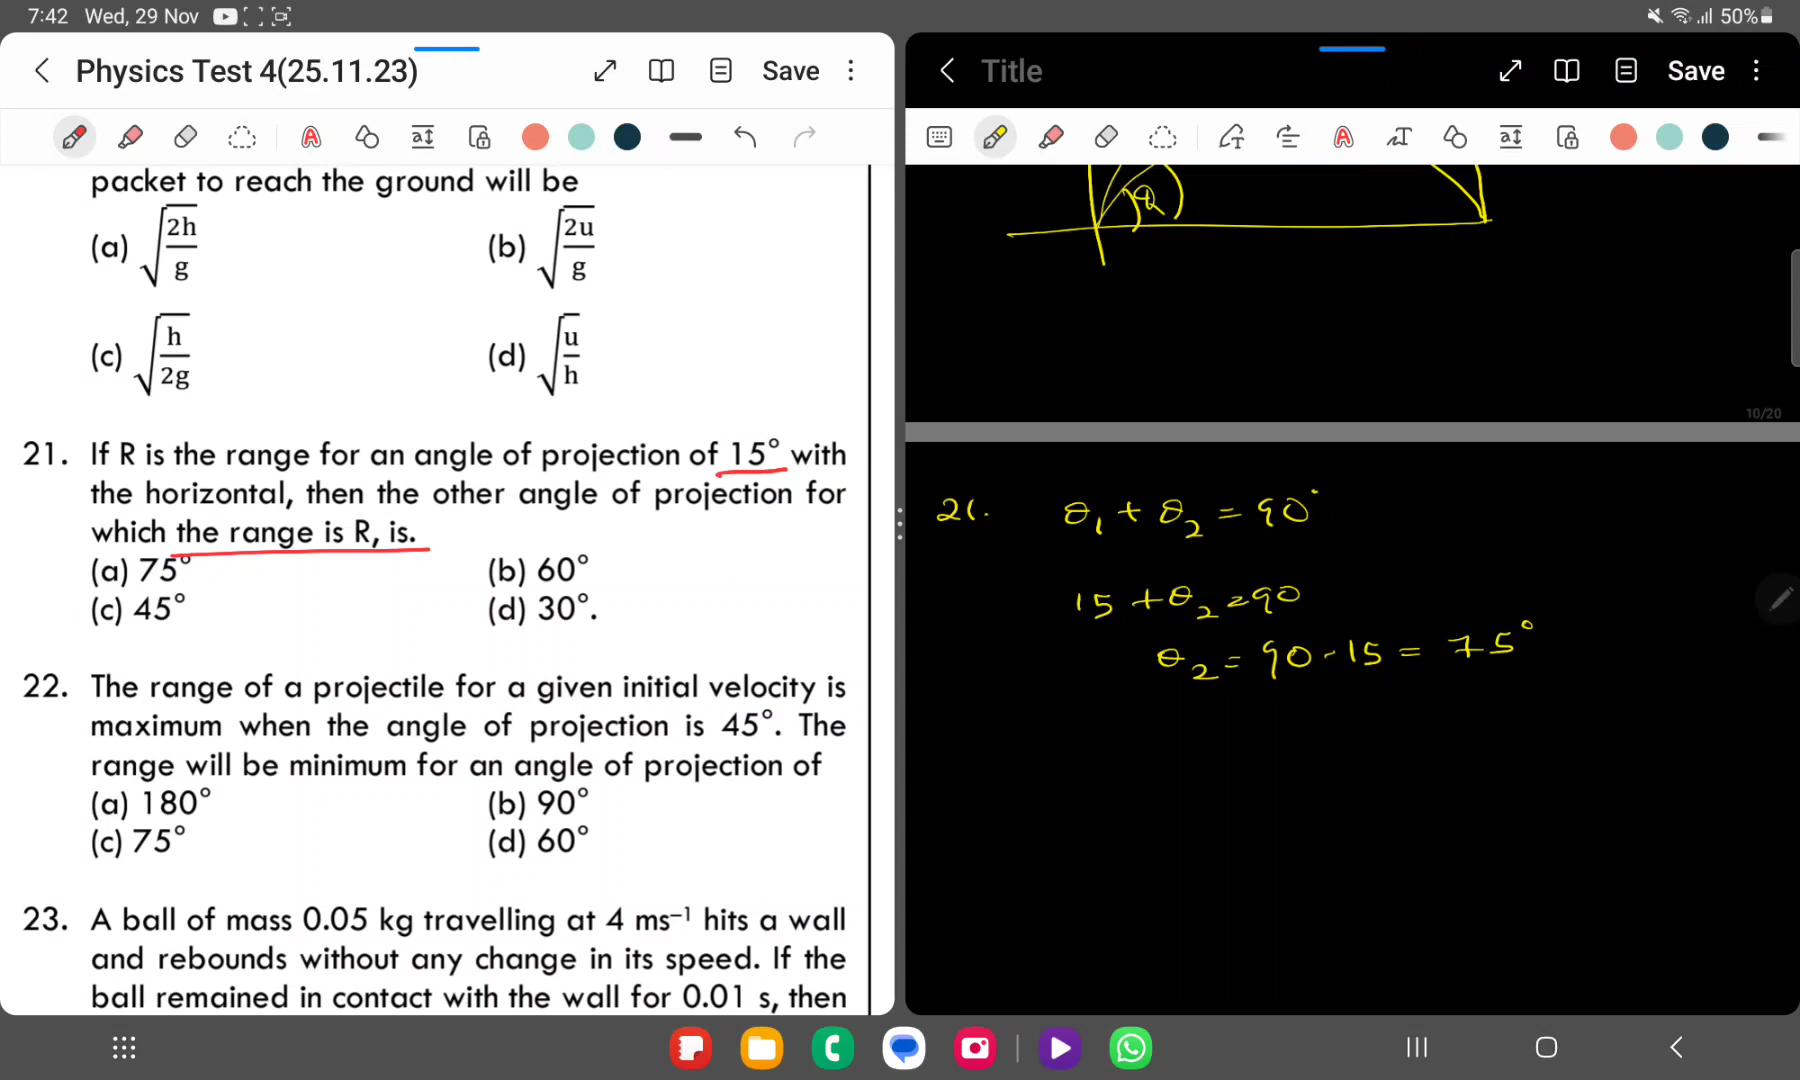 7:42 Wed, 29 Nov
50%
Physics Test 4(25.11.23)
Save
packet to reach the ground will be
(a) √(2h/g) (b) √(2u/g)
(c) √(h/2g) (d) √(u/h)
21. If R is the range for an angle of projection of 15° with
the horizontal, then the other angle of projection for
which the range is R, is.
(a) 75° (b) 60°
(c) 45° (d) 30°.
22. The range of a projectile for a given initial velocity is
maximum when the angle of projection is 45°. The
range will be minimum for an angle of projection of
(a) 180° (b) 90°
(c) 75° (d) 60°
23. A ball of mass 0.05 kg travelling at 4 ms⁻¹ hits a wall
and rebounds without any change in its speed. If the
ball remained in contact with the wall for 0.01 s, then
Title
Save
10/20
21. θ₁ + θ₂ = 90°
15 + θ₂ = 90
θ₂ = 90 - 15 = 75°